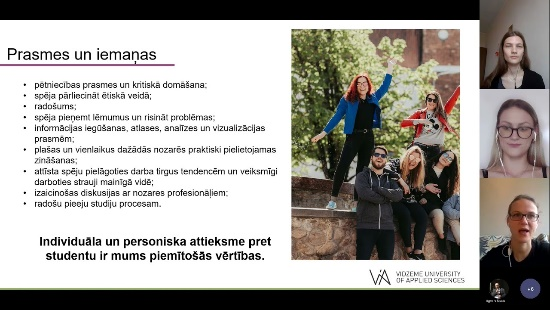 Prasmes un iemaņas
• pētniecības prasmes un kritiskā domāšana;
• spēja pārliecināt ētiskā veidā;
• radošums;
• spēja pieņemt lēmumus un risināt problēmas;
• informācijas iegūšanas, atlases, analīzes un vizualizācijas
prasmēm;
• plašas un vienlaikus dažādās nozarēs praktiski pielietojamas
zināšanas;
• attīsta spēju pielāgoties darba tirgus tendencēm un veiksmīgi
darboties strauji mainīgā vidē;
• izaicinošas diskusijas ar nozares profesionāļiem;
• radošu pieeju studiju procesam.
Individuāla un personiska attieksme pret
studentu ir mums piemītošās vērtības.
VIA
VIDZEME UNIVERSITY
OF APPLIED SCIENCES
+6